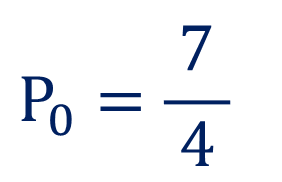 P₀ = 7/4